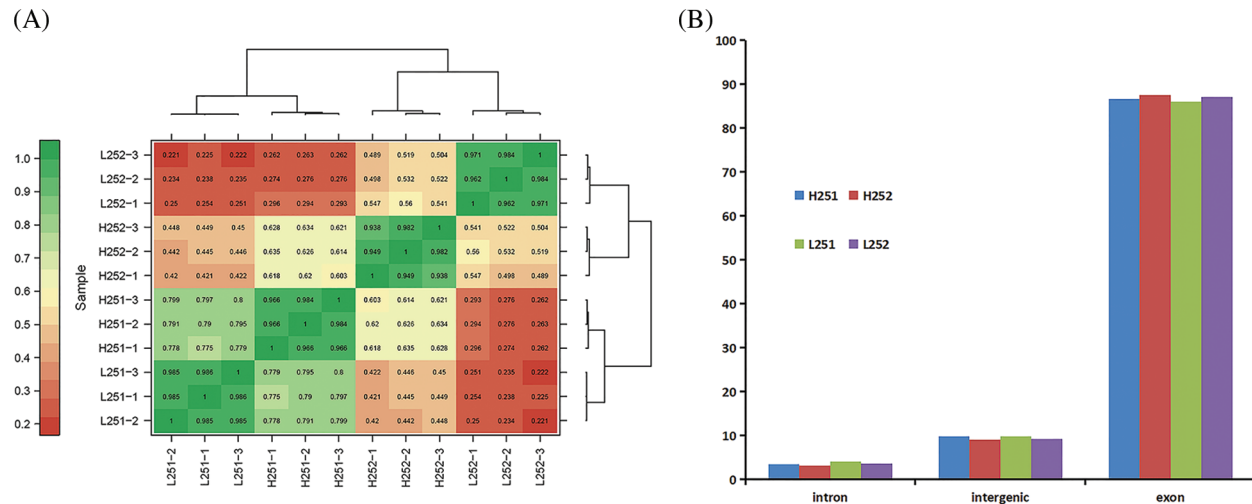 (A)
(B)
1.0
0.9
0.8
0.7
0.6
0.5
0.4
0.3
0.2
Sample
L252-3 0.221 0.225 0.222 0.262 0.263 0.262 0.489 0.519 0.504 0.971 0.984 1
L252-2 0.234 0.238 0.235 0.274 0.276 0.276 0.498 0.532 0.522 0.962 1 0.984
L252-1 0.25 0.254 0.251 0.296 0.294 0.293 0.547 0.56 0.541 1 0.962 0.971
H252-3 0.448 0.449 0.45 0.628 0.634 0.621 0.938 0.982 1 0.541 0.522 0.504
H252-2 0.442 0.445 0.446 0.635 0.626 0.614 0.949 1 0.982 0.56 0.532 0.519
H252-1 0.42 0.421 0.422 0.618 0.62 0.603 1 0.949 0.938 0.547 0.498 0.489
H251-3 0.799 0.797 0.8 0.966 0.984 1 0.603 0.614 0.621 0.293 0.276 0.262
H251-2 0.791 0.79 0.795 0.966 1 0.984 0.62 0.626 0.634 0.294 0.276 0.263
H251-1 0.778 0.775 0.779 1 0.966 0.966 0.618 0.635 0.628 0.296 0.274 0.262
L251-3 0.985 0.986 1 0.779 0.795 0.8 0.422 0.446 0.45 0.251 0.235 0.222
L251-1 0.985 1 0.986 0.775 0.79 0.797 0.421 0.445 0.449 0.254 0.238 0.225
L251-2 1 0.985 0.985 0.778 0.791 0.799 0.42 0.442 0.448 0.25 0.234 0.221
L251-2 L251-1 L251-3 H251-1 H251-2 H251-3 H252-1 H252-2 H252-3 L252-1 L252-2 L252-3
100
90
80
70
60
50
40
30
20
10
0
H251 H252
L251 L252
intron intergenic exon